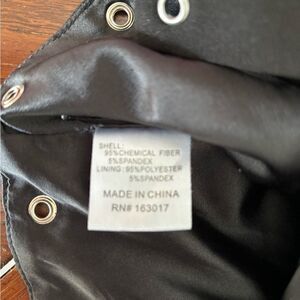 SHELL:
95%CHEMICAL FIBER
5%SPANDEX
LINING: 95%POLYESTER
5%SPANDEX
MADE IN CHINA
RN# 163017